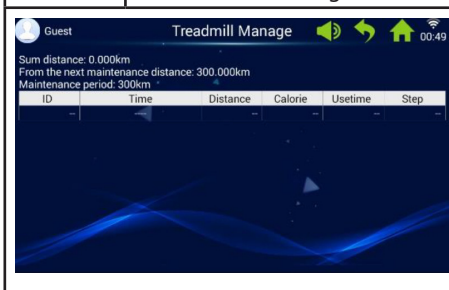 Guest Treadmill Manage 00:49
Sum distance: 0.000km
From the next maintenance distance: 300.000km
Maintenance period: 300km
ID Time Distance Calorie Usetime Step
-- ---- -- -- -- --